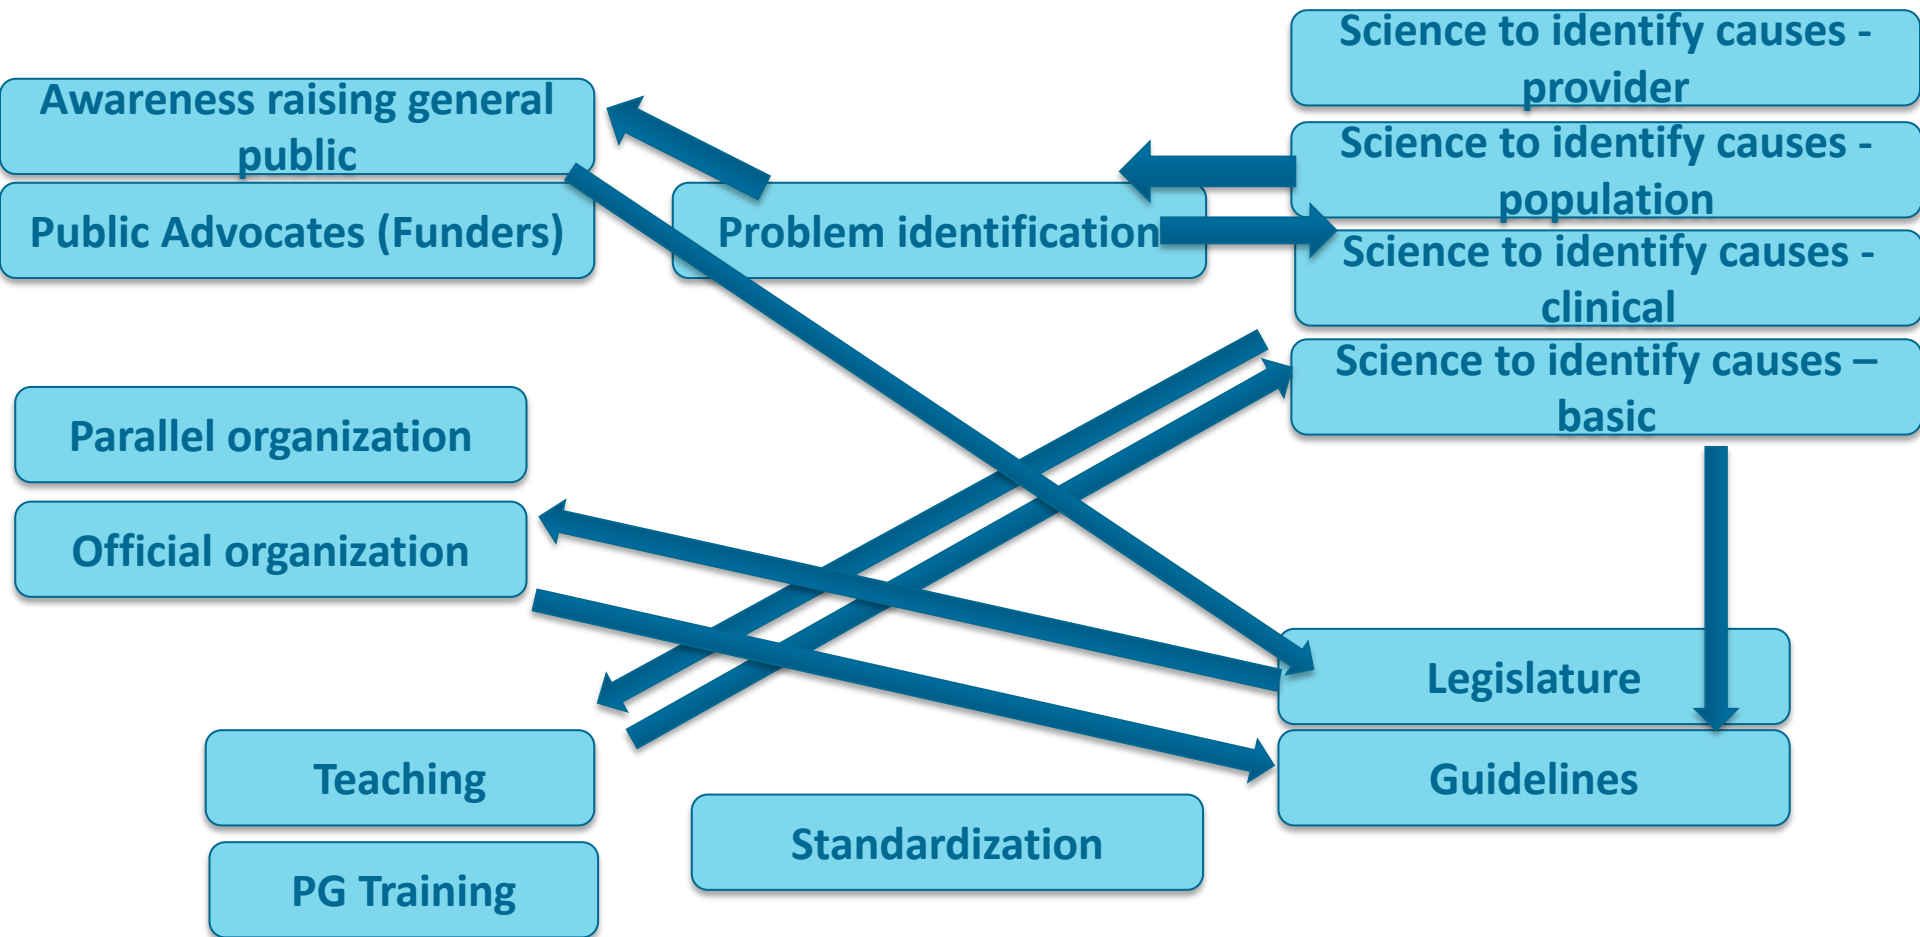 Science to identify causes -
provider
Awareness raising general
public
Science to identify causes -
population
Public Advocates (Funders)
Problem identification
Science to identify causes -
clinical
Science to identify causes –
basic
Parallel organization
Official organization
Legislature
Teaching
Guidelines
Standardization
PG Training